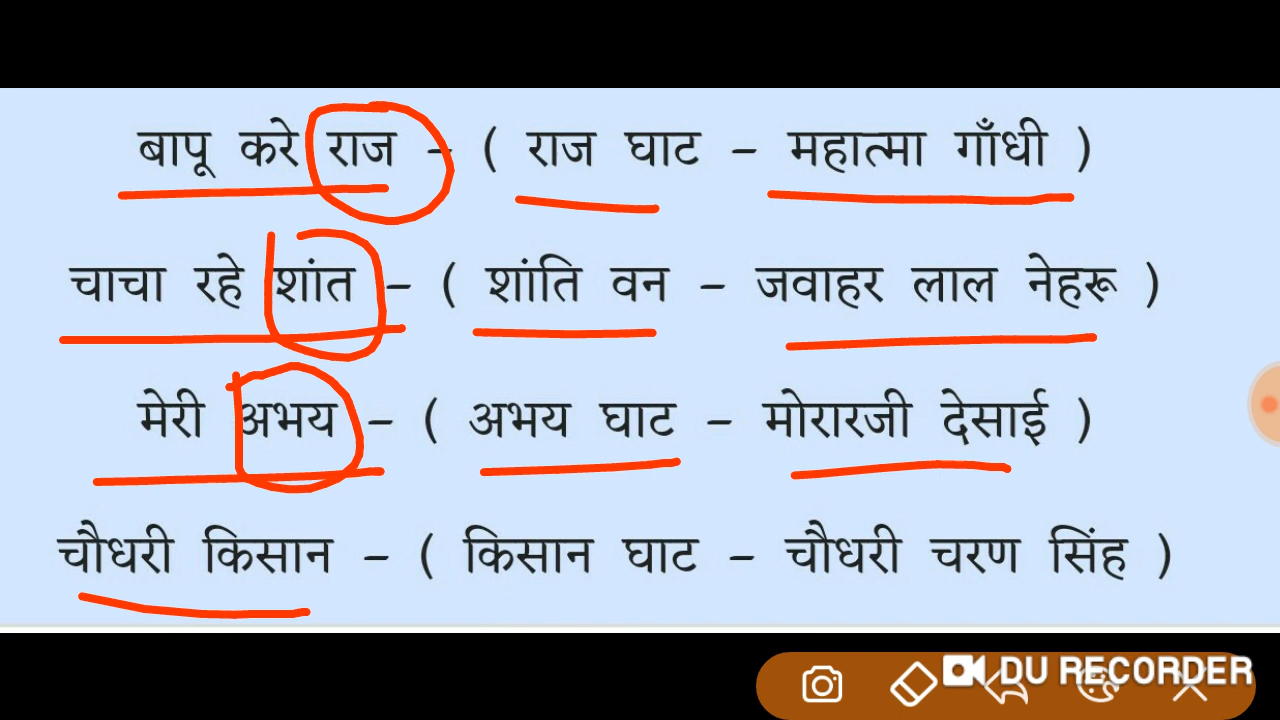 बापू करे राज - ( राज घाट - महात्मा गाँधी )
चाचा रहे शांत - ( शांति वन - जवाहर लाल नेहरू )
मेरी अभय - ( अभय घाट - मोरारजी देसाई )
चौधरी किसान - ( किसान घाट - चौधरी चरण सिंह )
DU RECORDER